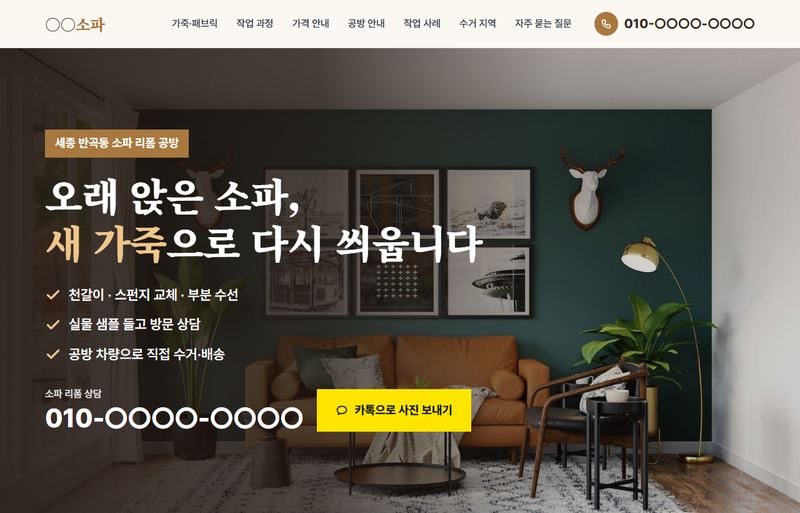 ○○소파
가죽·패브릭 작업 과정 가격 안내 공방 안내 작업 사례 수거 지역 자주 묻는 질문
010-○○○○-○○○○
세종 반곡동 소파 리폼 공방
오래 앉은 소파,
새 가죽으로 다시 씌웁니다
천갈이 · 스펀지 교체 · 부분 수선
실물 샘플 들고 방문 상담
공방 차량으로 직접 수거·배송
소파 리폼 상담
010-○○○○-○○○○
카톡으로 사진 보내기